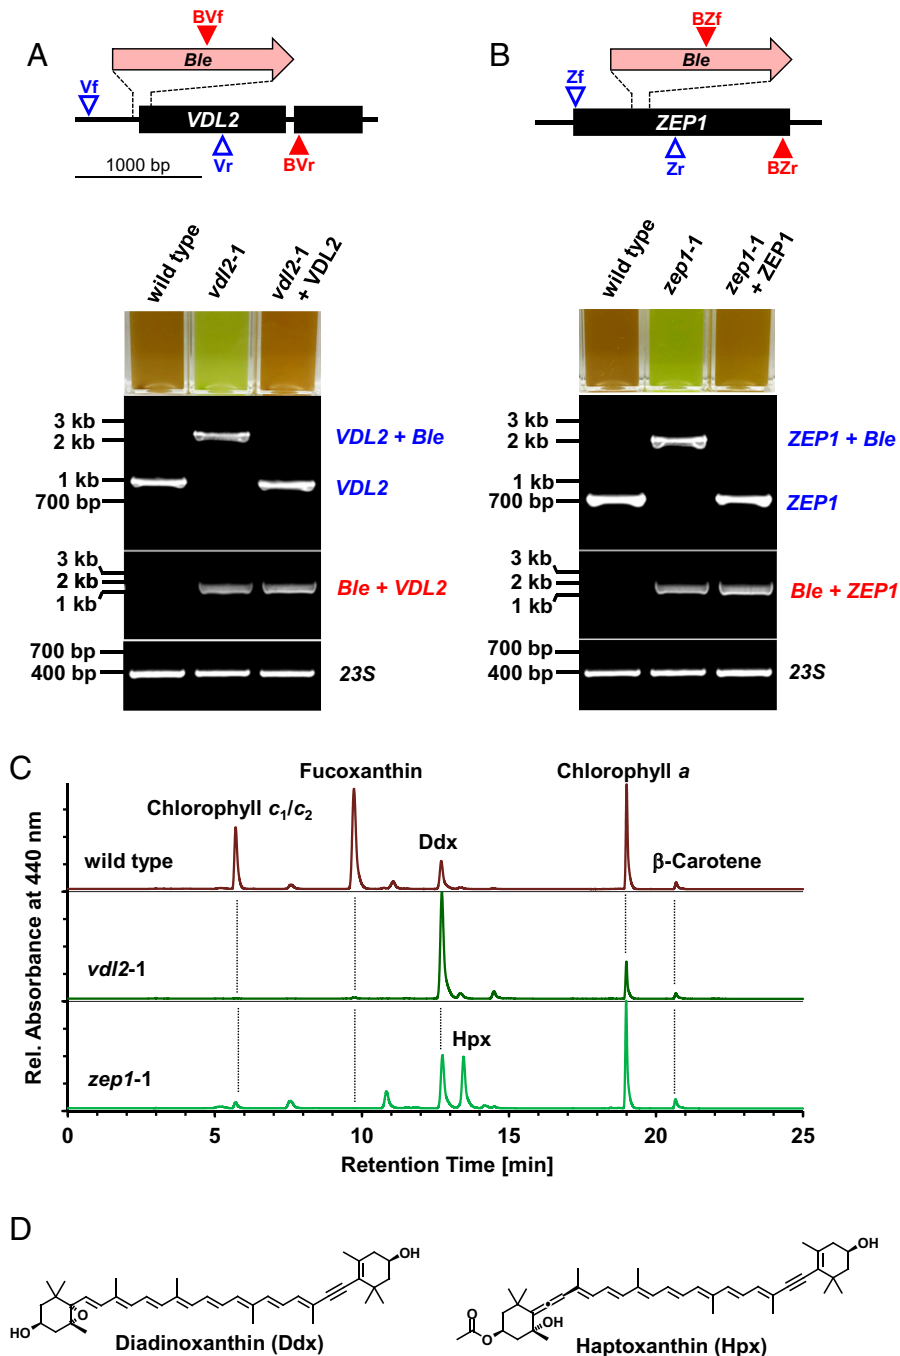 A
BVf
Ble
Vf
VDL2
Vr
BVr
1000 bp
B
BZf
Ble
Zf
ZEP1
Zr
BZr
wild type
vdl2-1
vdl2-1
+ VDL2
3 kb
2 kb
1 kb
700 bp
VDL2 + Ble
VDL2
3 kb
2 kb
1 kb
Ble + VDL2
700 bp
400 bp
23S
wild type
zep1-1
zep1-1
+ ZEP1
3 kb
2 kb
1 kb
700 bp
ZEP1 + Ble
ZEP1
3 kb
2 kb
1 kb
Ble + ZEP1
700 bp
400 bp
23S
C
Rel. Absorbance at 440 nm
Chlorophyll c1/c2
Fucoxanthin
Ddx
Chlorophyll a
β-Carotene
wild type
vdl2-1
Hpx
zep1-1
0 5 10 15 20 25
Retention Time [min]
D
HO
O
OH
Diadinoxanthin (Ddx)
O
O
OH
OH
Haptoxanthin (Hpx)